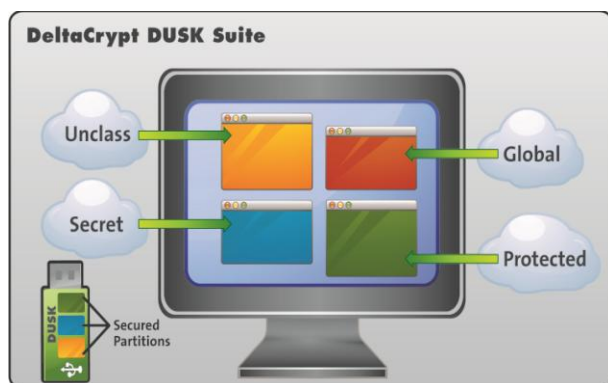 DeltaCrypt DUSK Suite
Unclass
Global
Secret
Protected
DUSK
Secured
Partitions